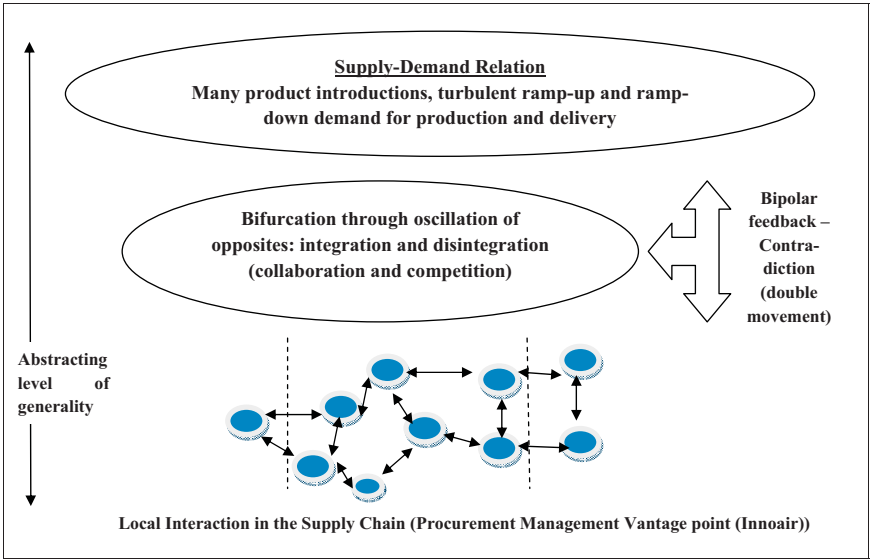 Supply-Demand Relation
Many product introductions, turbulent ramp-up and ramp-
down demand for production and delivery
Bifurcation through oscillation of
opposites: integration and disintegration
(collaboration and competition)
Bipolar
feedback –
Contra-
diction
(double
movement)
Abstracting
level of
generality
Local Interaction in the Supply Chain (Procurement Management Vantage point (Innoair))